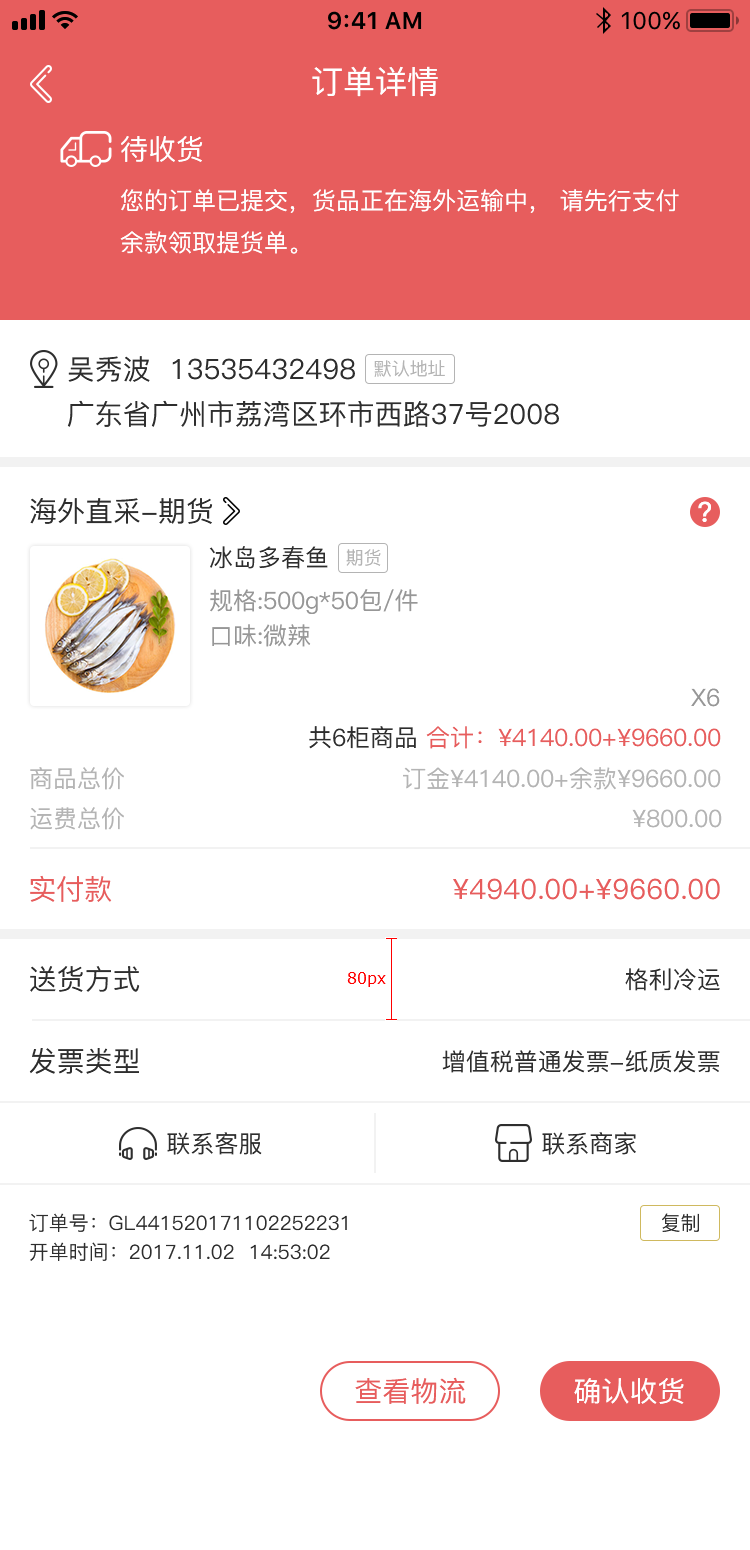 9:41 AM 100%
订单详情
待收货
您的订单已提交，货品正在海外运输中， 请先行支付
余款领取提货单。
吴秀波 13535432498 默认地址
广东省广州市荔湾区环市西路37号2008
海外直采-期货 ?
冰岛多春鱼 期货
规格:500g*50包/件
口味:微辣
X6
共6柜商品 合计：¥4140.00+¥9660.00
商品总价 订金¥4140.00+余款¥9660.00
运费总价 ¥800.00
实付款 ¥4940.00+¥9660.00
送货方式 80px 格利冷运
发票类型 增值税普通发票-纸质发票
联系客服 联系商家
订单号：GL441520171102252231 复制
开单时间：2017.11.02 14:53:02
查看物流 确认收货